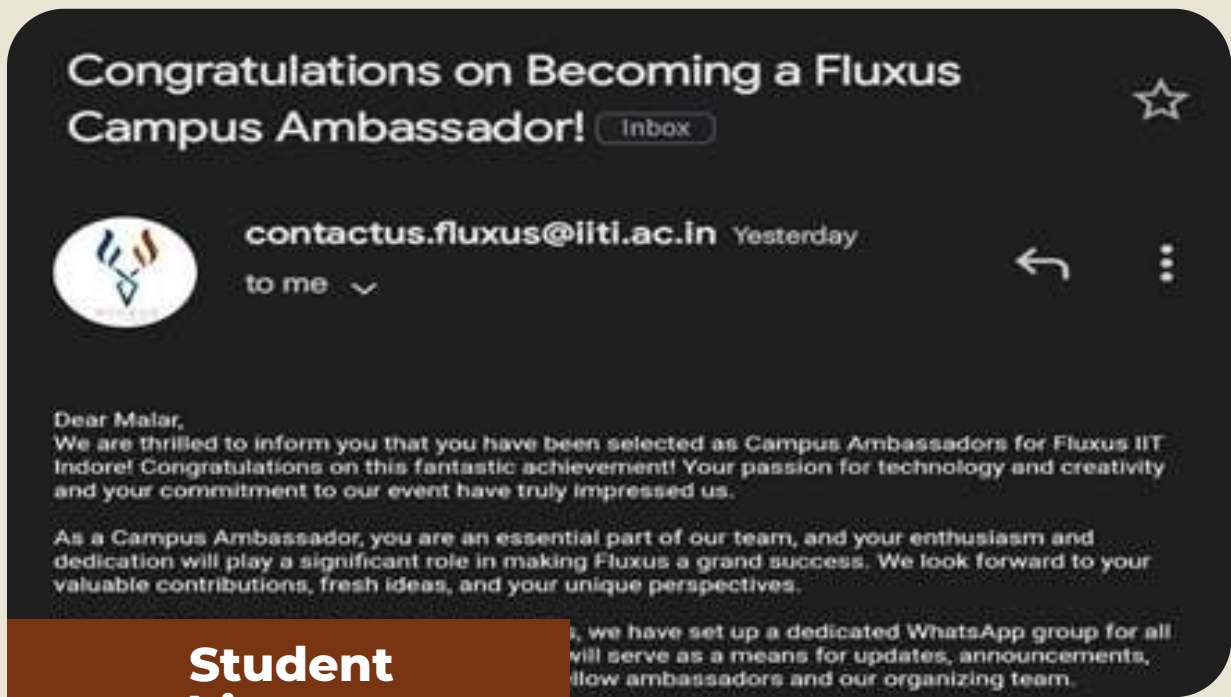 Congratulations on Becoming a Fluxus
Campus Ambassador! Inbox
contactus.fluxus@iiti.ac.in Yesterday
to me
Dear Malar,
We are thrilled to inform you that you have been selected as Campus Ambassadors for Fluxus IIT
Indore! Congratulations on this fantastic achievement! Your passion for technology and creativity
and your commitment to our event have truly impressed us.
As a Campus Ambassador, you are an essential part of our team, and your enthusiasm and
dedication will play a significant role in making Fluxus a grand success. We look forward to your
valuable contributions, fresh ideas, and your unique perspectives.
, we have set up a dedicated WhatsApp group for all
will serve as a means for updates, announcements,
ambassadors and our organizing team.
Student